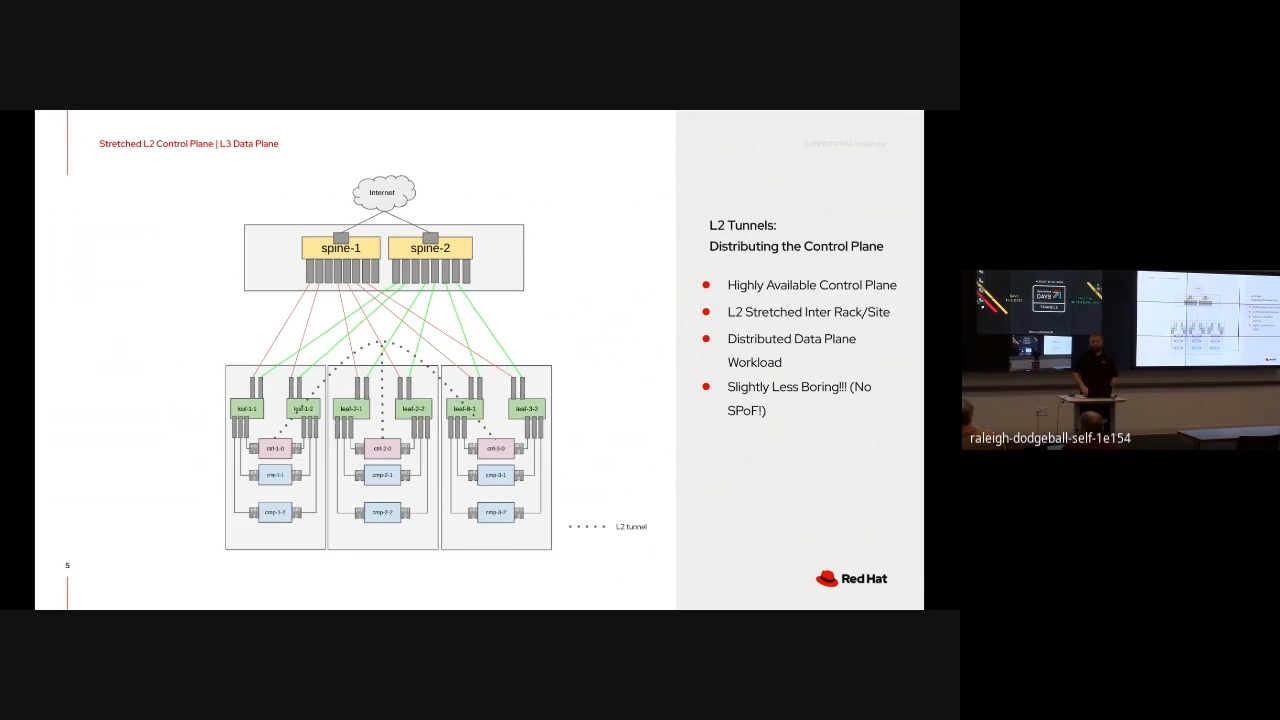 Stretched L2 Control Plane | L3 Data Plane
Internet
spine-1
spine-2
leaf-1-1
leaf-1-2
leaf-2-1
leaf-2-2
leaf-3-2
ctrl-1-0
ctrl-2-0
ctrl-3-0
cmp-1-1
cmp-2-1
cmp-3-1
cmp-1-2
cmp-2-2
cmp-3-2
L2 tunnel
5
L2 Tunnels:
Distributing the Control Plane
Highly Available Control Plane
L2 Stretched Inter Rack/Site
Distributed Data Plane
Workload
Slightly Less Boring!!! (No
SPoF!)
Red Hat
DAYS
raleigh-dodgeball-self-1e154